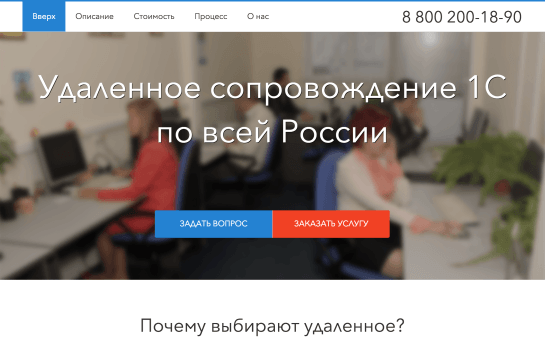 Вверх Описание Стоимость Процесс О нас 8 800 200-18-90
Удаленное сопровождение 1С
по всей России
ЗАДАТЬ ВОПРОС ЗАКАЗАТЬ УСЛУГУ
Почему выбирают удаленное?